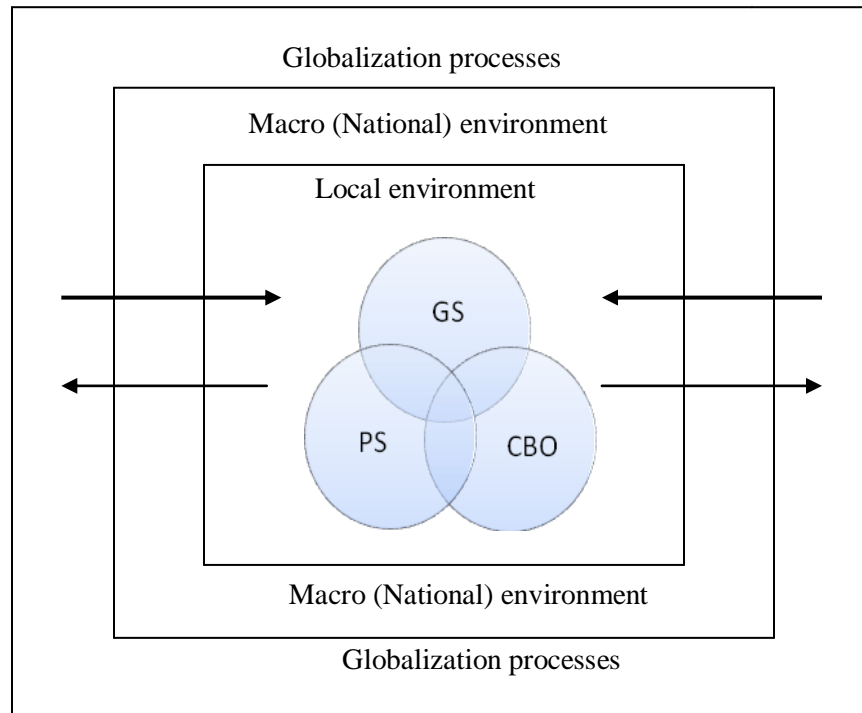 Globalization processes
Macro (National) environment
Local environment
GS
PS
CBO
Macro (National) environment
Globalization processes